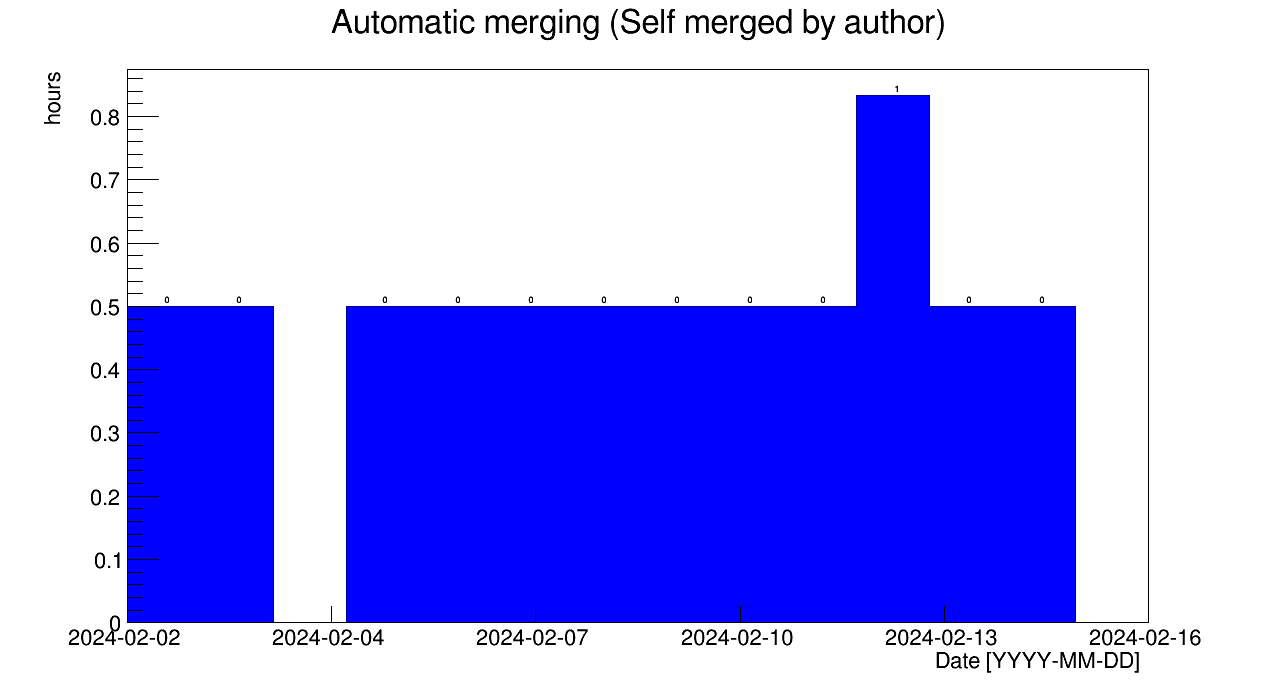 Automatic merging (Self merged by author)
hours
1
0.8
0.7
0.6
0 0 0 0 0 0 0 0 0 0 0
0.5
0.4
0.3
0.2
0.1
0
2024-02-02 2024-02-04 2024-02-07 2024-02-10 2024-02-13 2024-02-16
Date [YYYY-MM-DD]